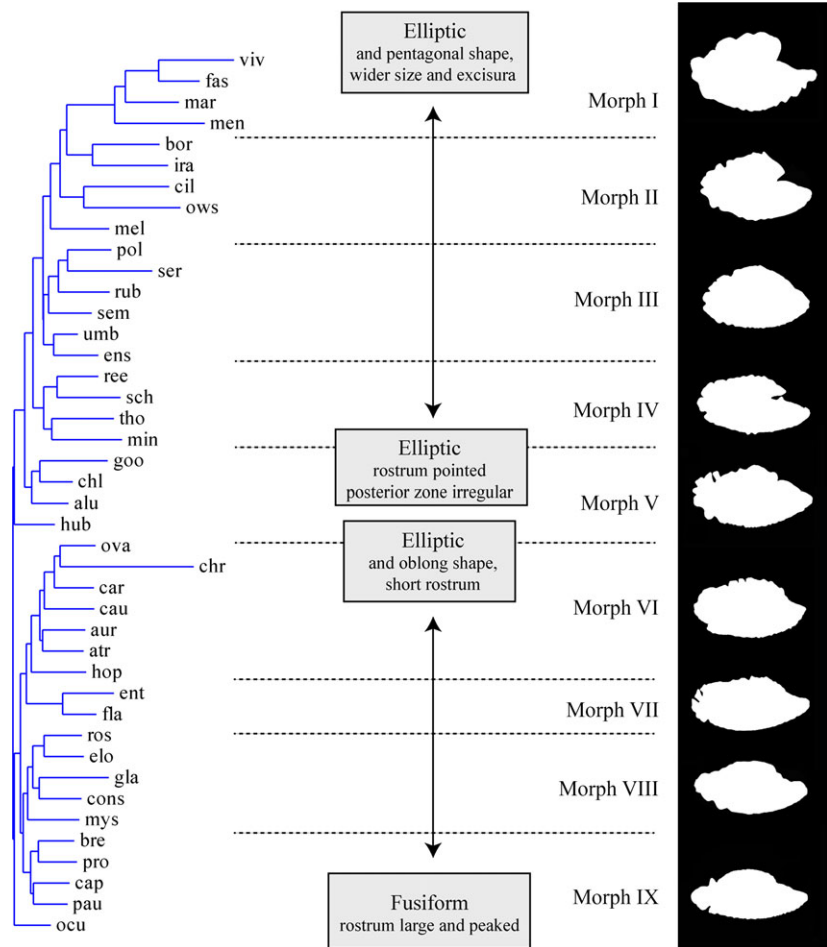 viv
fas
mar
men
bor
ira
cil
ows
mel
pol
ser
rub
sem
umb
ens
ree
sch
tho
min
goo
chl
alu
hub
ova
chr
car
cau
aur
atr
hop
ent
fla
ros
elo
gla
cons
mys
bre
pro
cap
pau
ocu
Elliptic
and pentagonal shape,
wider size and excisura
Elliptic
rostrum pointed
posterior zone irregular
Elliptic
and oblong shape,
short rostrum
Fusiform
rostrum large and peaked
Morph I
Morph II
Morph III
Morph IV
Morph V
Morph VI
Morph VII
Morph VIII
Morph IX